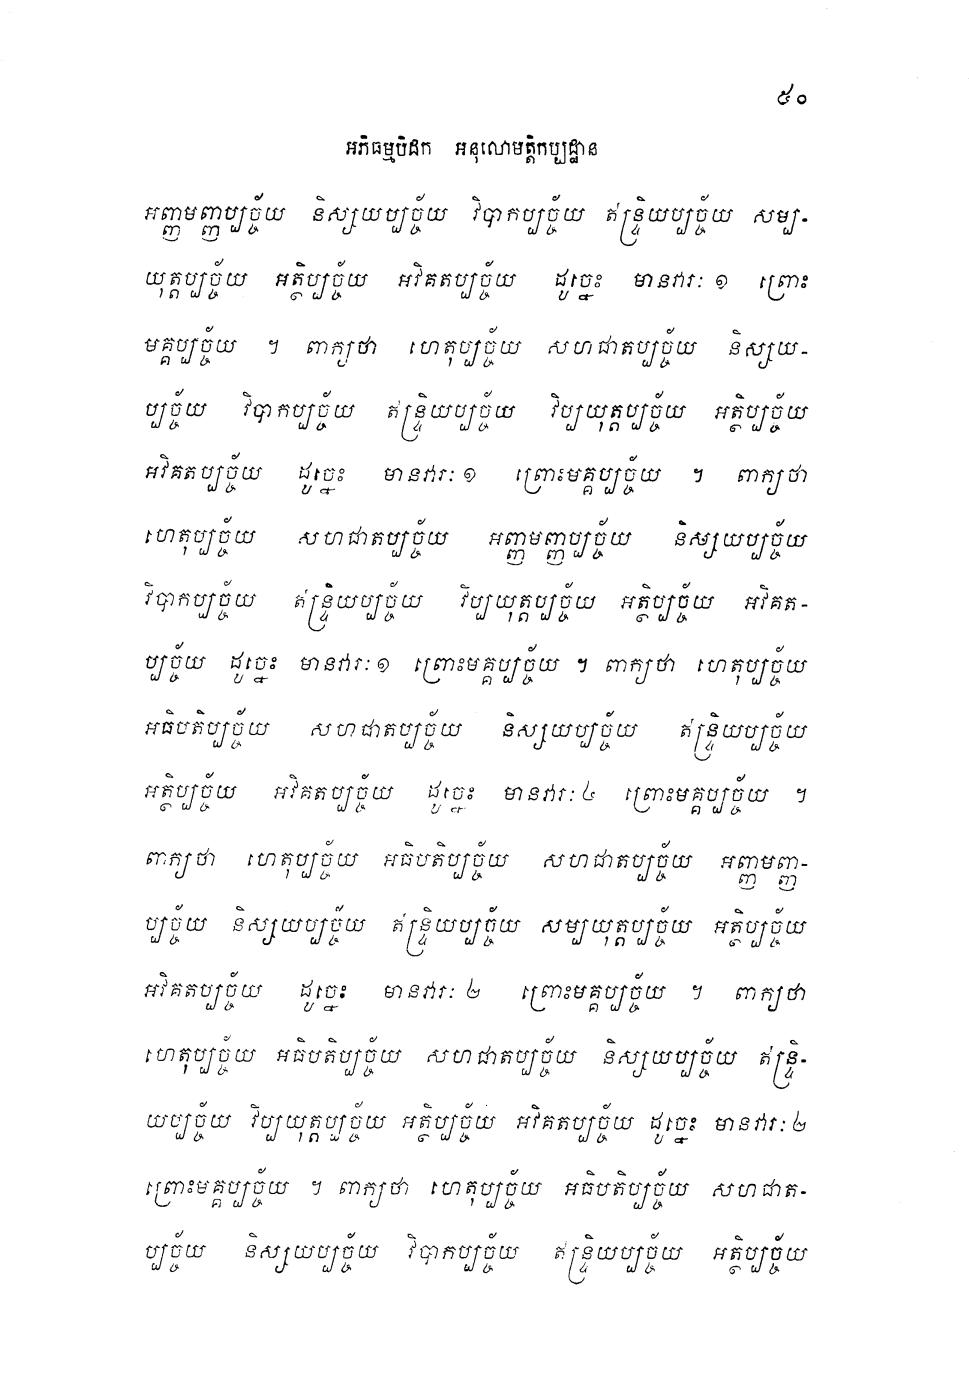 ៥០
អភិធម្មបិដក អនុលោមត្តិកប្បដ្ឋាន
អញ្ញមញ្ញប្បច្ច័យ និស្សយប្បច្ច័យ វិបាកប្បច្ច័យ ឥន្ទ្រិយប្បច្ច័យ សម្ប-
យុត្តប្បច្ច័យ អត្ថិប្បច្ច័យ អវិគតប្បច្ច័យ ដូច្នេះ មានវារៈ ១ ព្រោះ
មគ្គប្បច្ច័យ ។ ពាក្យថា ហេតុប្បច្ច័យ សហជាតប្បច្ច័យ និស្សយ-
ប្បច្ច័យ វិបាកប្បច្ច័យ ឥន្ទ្រិយប្បច្ច័យ វិប្បយុត្តប្បច្ច័យ អត្ថិប្បច្ច័យ
អវិគតប្បច្ច័យ ដូច្នេះ មានវារៈ ១ ព្រោះមគ្គប្បច្ច័យ ។ ពាក្យថា
ហេតុប្បច្ច័យ សហជាតប្បច្ច័យ អញ្ញមញ្ញប្បច្ច័យ និស្សយប្បច្ច័យ
វិបាកប្បច្ច័យ ឥន្ទ្រិយប្បច្ច័យ វិប្បយុត្តប្បច្ច័យ អត្ថិប្បច្ច័យ អវិគត-
ប្បច្ច័យ ដូច្នេះ មានវារៈ ១ ព្រោះមគ្គប្បច្ច័យ ។ ពាក្យថា ហេតុប្បច្ច័យ
អធិបតិប្បច្ច័យ សហជាតប្បច្ច័យ និស្សយប្បច្ច័យ ឥន្ទ្រិយប្បច្ច័យ
អត្ថិប្បច្ច័យ អវិគតប្បច្ច័យ ដូច្នេះ មានវារៈ ៤ ព្រោះមគ្គប្បច្ច័យ ។
ពាក្យថា ហេតុប្បច្ច័យ អធិបតិប្បច្ច័យ សហជាតប្បច្ច័យ អញ្ញមញ្ញ-
ប្បច្ច័យ និស្សយប្បច្ច័យ ឥន្ទ្រិយប្បច្ច័យ សម្បយុត្តប្បច្ច័យ អត្ថិប្បច្ច័យ
អវិគតប្បច្ច័យ ដូច្នេះ មានវារៈ ២ ព្រោះមគ្គប្បច្ច័យ ។ ពាក្យថា
ហេតុប្បច្ច័យ អធិបតិប្បច្ច័យ សហជាតប្បច្ច័យ និស្សយប្បច្ច័យ ឥន្ទ្រិ-
យប្បច្ច័យ វិប្បយុត្តប្បច្ច័យ អត្ថិប្បច្ច័យ អវិគតប្បច្ច័យ ដូច្នេះ មានវារៈ ២
ព្រោះមគ្គប្បច្ច័យ ។ ពាក្យថា ហេតុប្បច្ច័យ អធិបតិប្បច្ច័យ សហជាត-
ប្បច្ច័យ និស្សយប្បច្ច័យ វិបាកប្បច្ច័យ ឥន្ទ្រិយប្បច្ច័យ អត្ថិប្បច្ច័យ